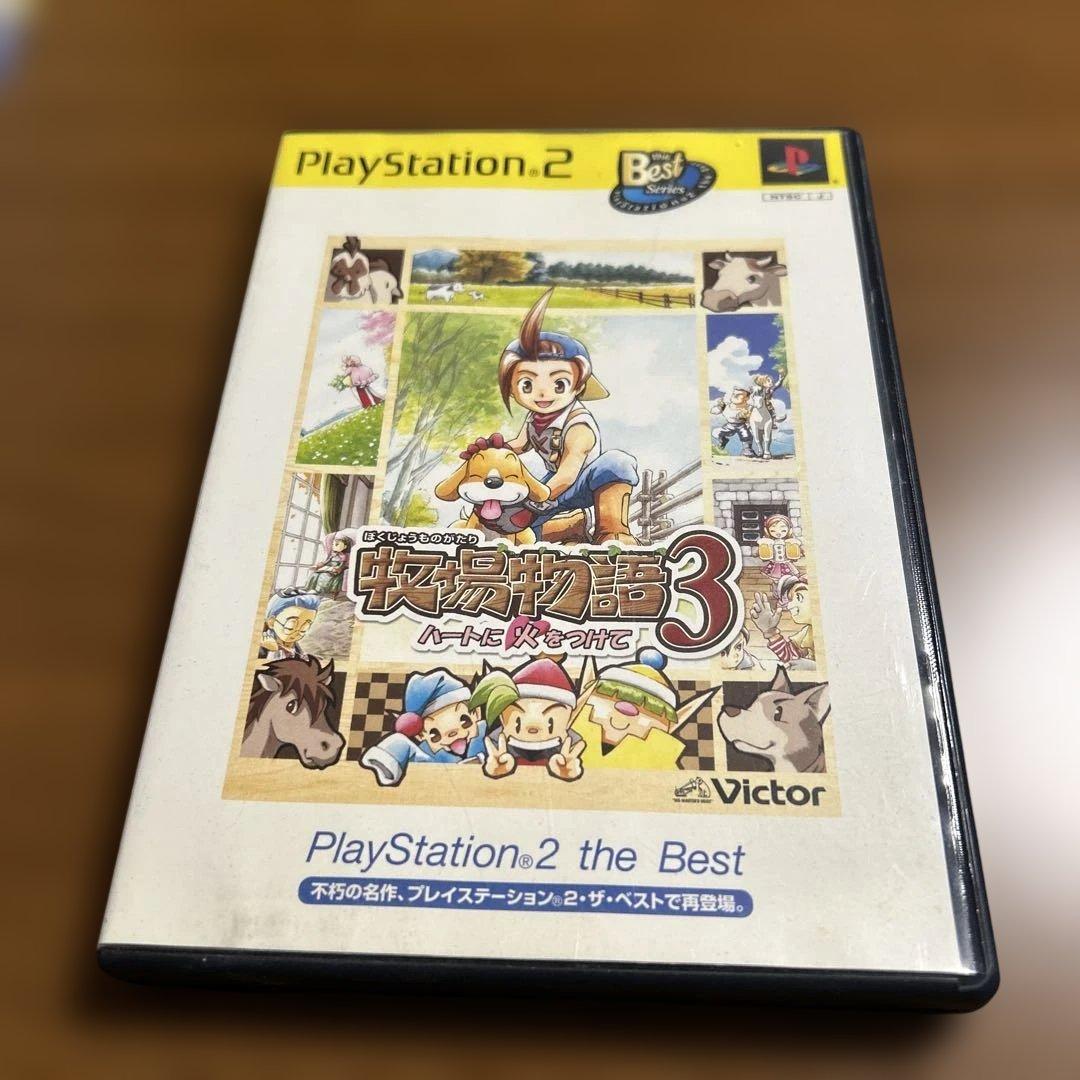 PlayStation®2
the
Best
Series
NTSC J
ぼくじょうものがたり
牧場物語3
ハートに火をつけて
"HIS MASTER'S VOICE"
Victor
PlayStation®2 the Best
不朽の名作、プレイステーション®2・ザ・ベストで再登場。